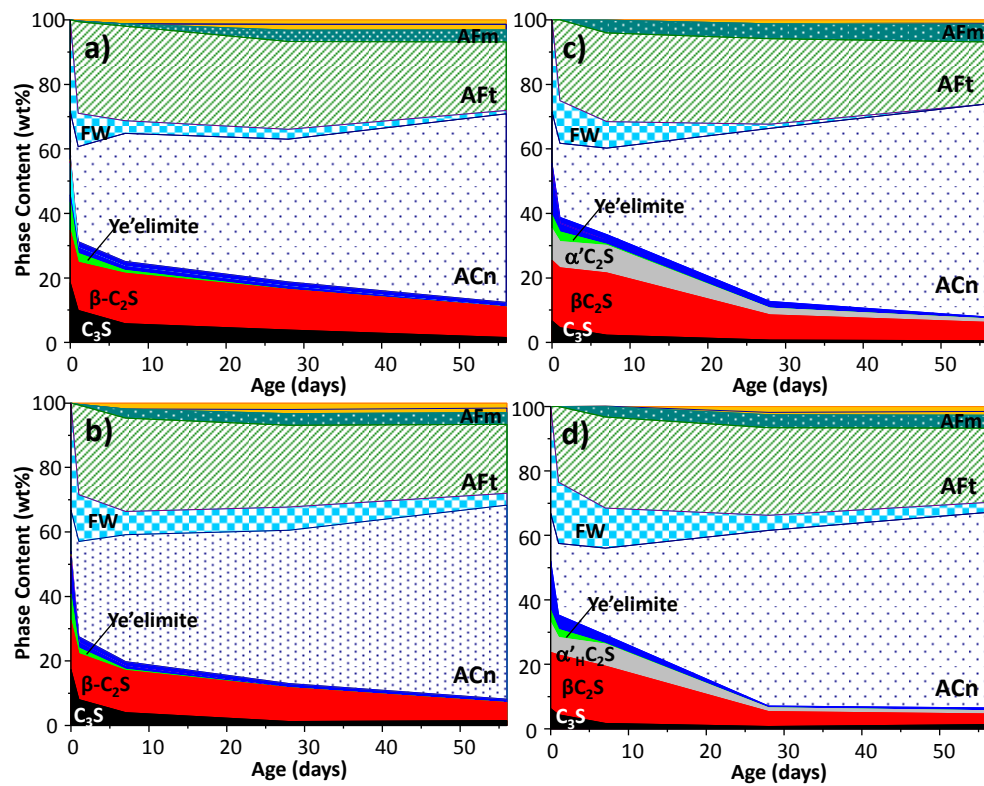 a)
AFm
AFt
FW
Ye'elimite
β-C₂S
C₃S
ACn
Phase Content (wt%)
0
20
40
60
80
100
0 10 20 30 40 50
Age (days)
c)
AFm
AFt
FW
Ye'elimite
α'C₂S
βC₂S
C₃S
ACn
Phase Content (wt%)
0
20
40
60
80
100
0 10 20 30 40 50
Age (days)
b)
AFm
AFt
FW
Ye'elimite
β-C₂S
C₃S
ACn
Phase Content (wt%)
0
20
40
60
80
100
0 10 20 30 40 50
Age (days)
d)
AFm
AFt
FW
Ye'elimite
α'HC₂S
βC₂S
C₃S
ACn
0
20
40
60
80
100
0 10 20 30 40 50
Age (days)